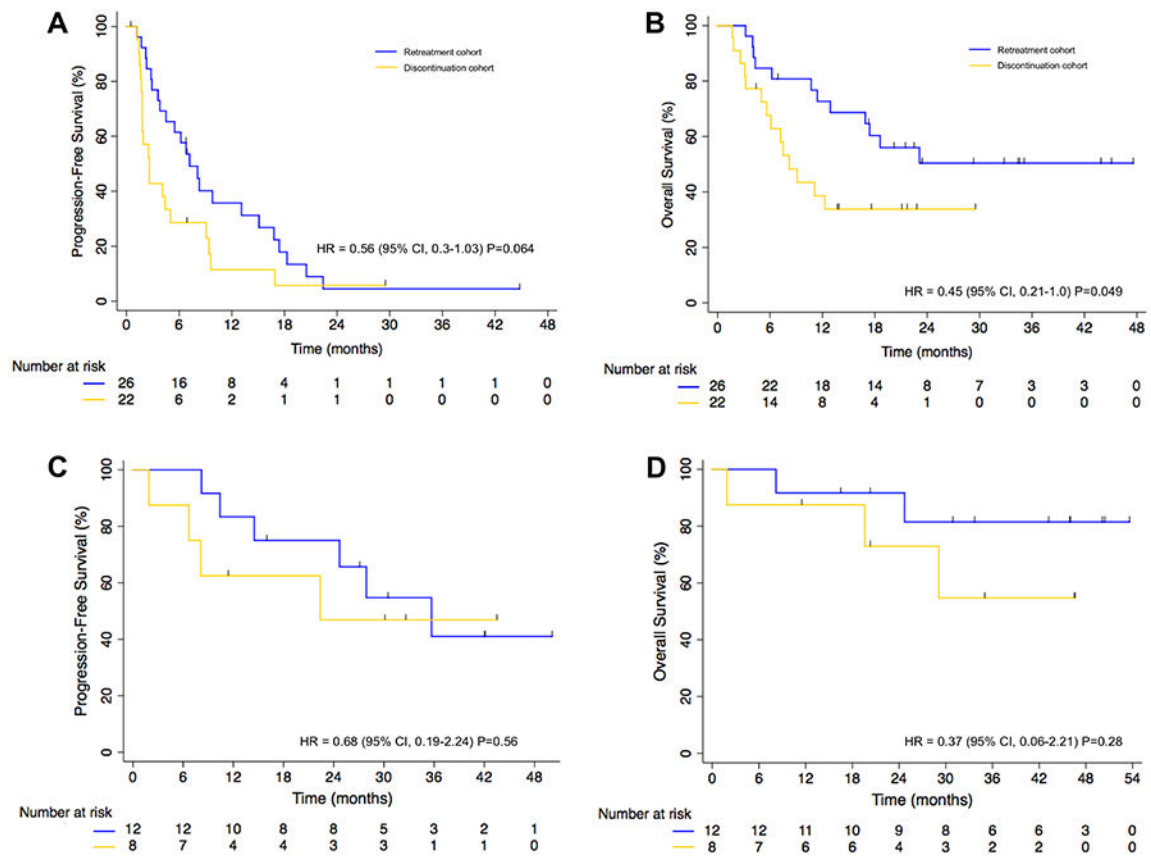 A
Progression-Free Survival (%)
100
80
60
40
20
0
Retreatment cohort
Discontinuation cohort
HR = 0.56 (95% CI, 0.3-1.03) P=0.064
0 6 12 18 24 30 36 42 48
Time (months)
Number at risk
26 16 8 4 1 1 1 1 0
22 6 2 1 1 0 0 0 0
B
Overall Survival (%)
100
80
60
40
20
0
Retreatment cohort
Discontinuation cohort
HR = 0.45 (95% CI, 0.21-1.0) P=0.049
0 6 12 18 24 30 36 42 48
Time (months)
Number at risk
26 22 18 14 8 7 3 3 0
22 14 8 4 1 0 0 0 0
C
Progression-Free Survival (%)
100
80
60
40
20
0
HR = 0.68 (95% CI, 0.19-2.24) P=0.56
0 6 12 18 24 30 36 42 48
Time (months)
Number at risk
12 12 10 8 8 5 3 2 1
8 7 4 4 3 3 1 1 0
D
Overall Survival (%)
100
80
60
40
20
0
HR = 0.37 (95% CI, 0.06-2.21) P=0.28
0 6 12 18 24 30 36 42 48 54
Time (months)
Number at risk
12 12 11 10 9 8 6 6 3 0
8 7 6 6 4 3 2 2 0 0